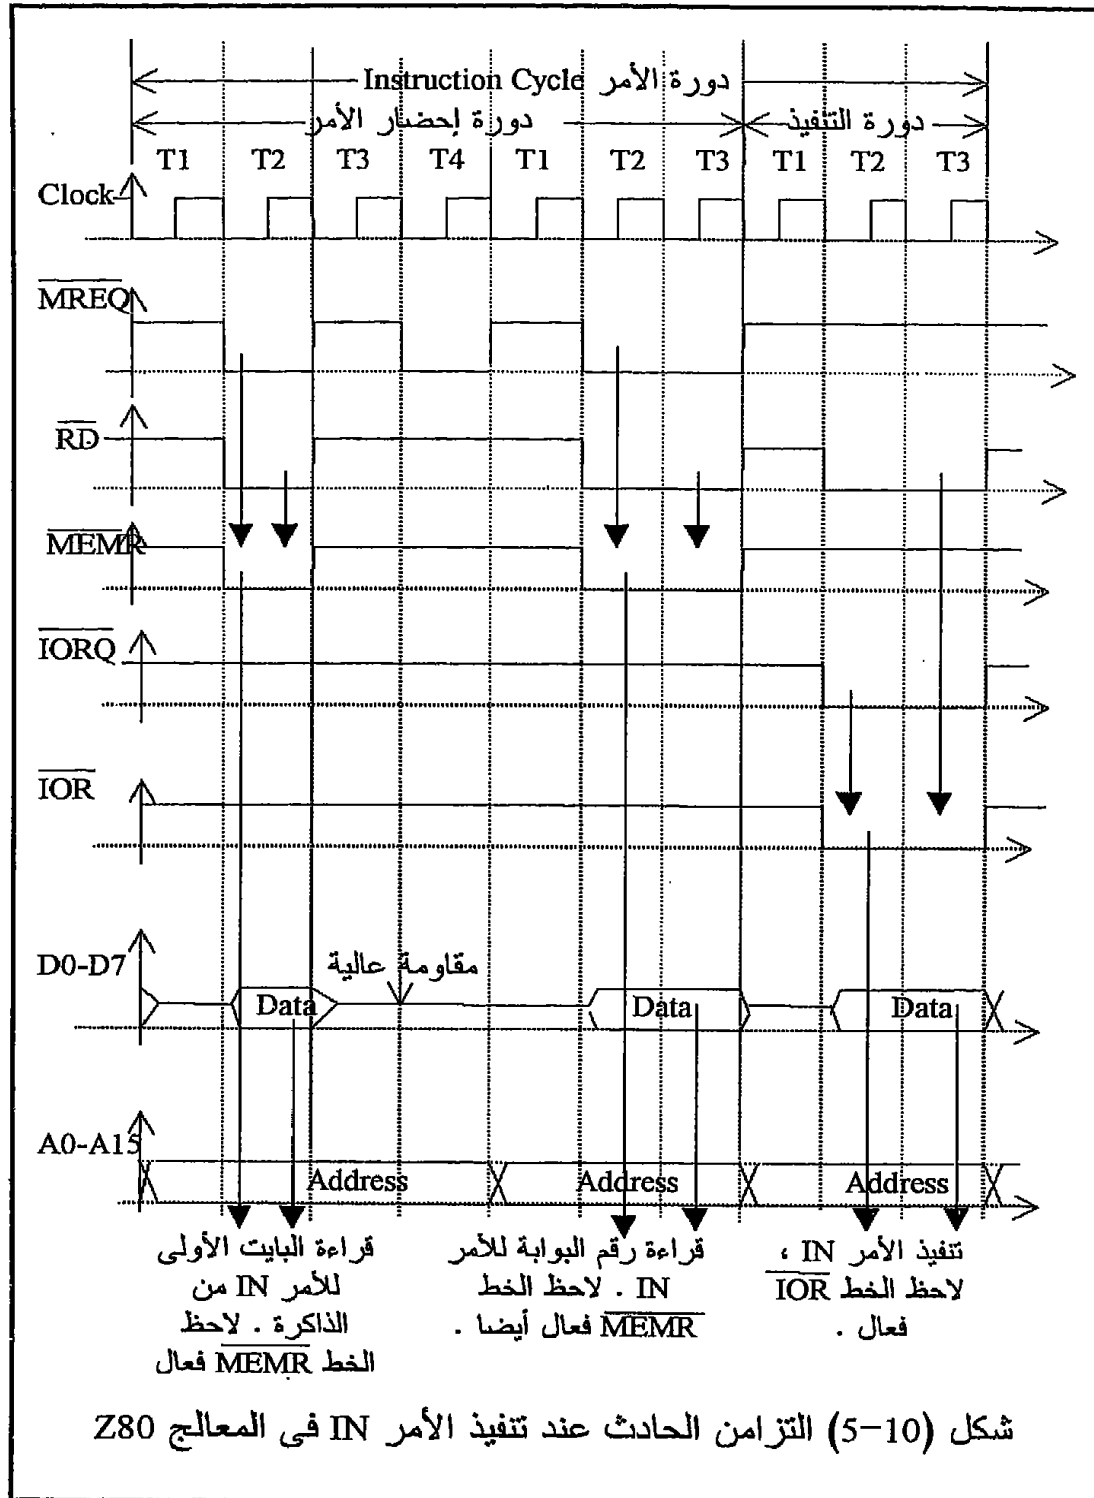 دورة الأمر Instruction Cycle
دورة إحضار الأمر دورة التنفيذ
T1 T2 T3 T4 T1 T2 T3 T1 T2 T3
Clock
MREQ
RD
MEMR
IORQ
IOR
مقاومة عالية
D0-D7
Data Data Data
A0-A15
Address Address Address
قراءة البايت الأولى
للأمر IN من
الذاكرة . لاحظ
الخط MEMR فعال
قراءة رقم البوابة للأمر
IN . لاحظ الخط
MEMR فعال أيضا .
تنفيذ الأمر IN ،
لاحظ الخط IOR
فعال .
شكل (10-5) التزامن الحادث عند تنفيذ الأمر IN فى المعالج Z80